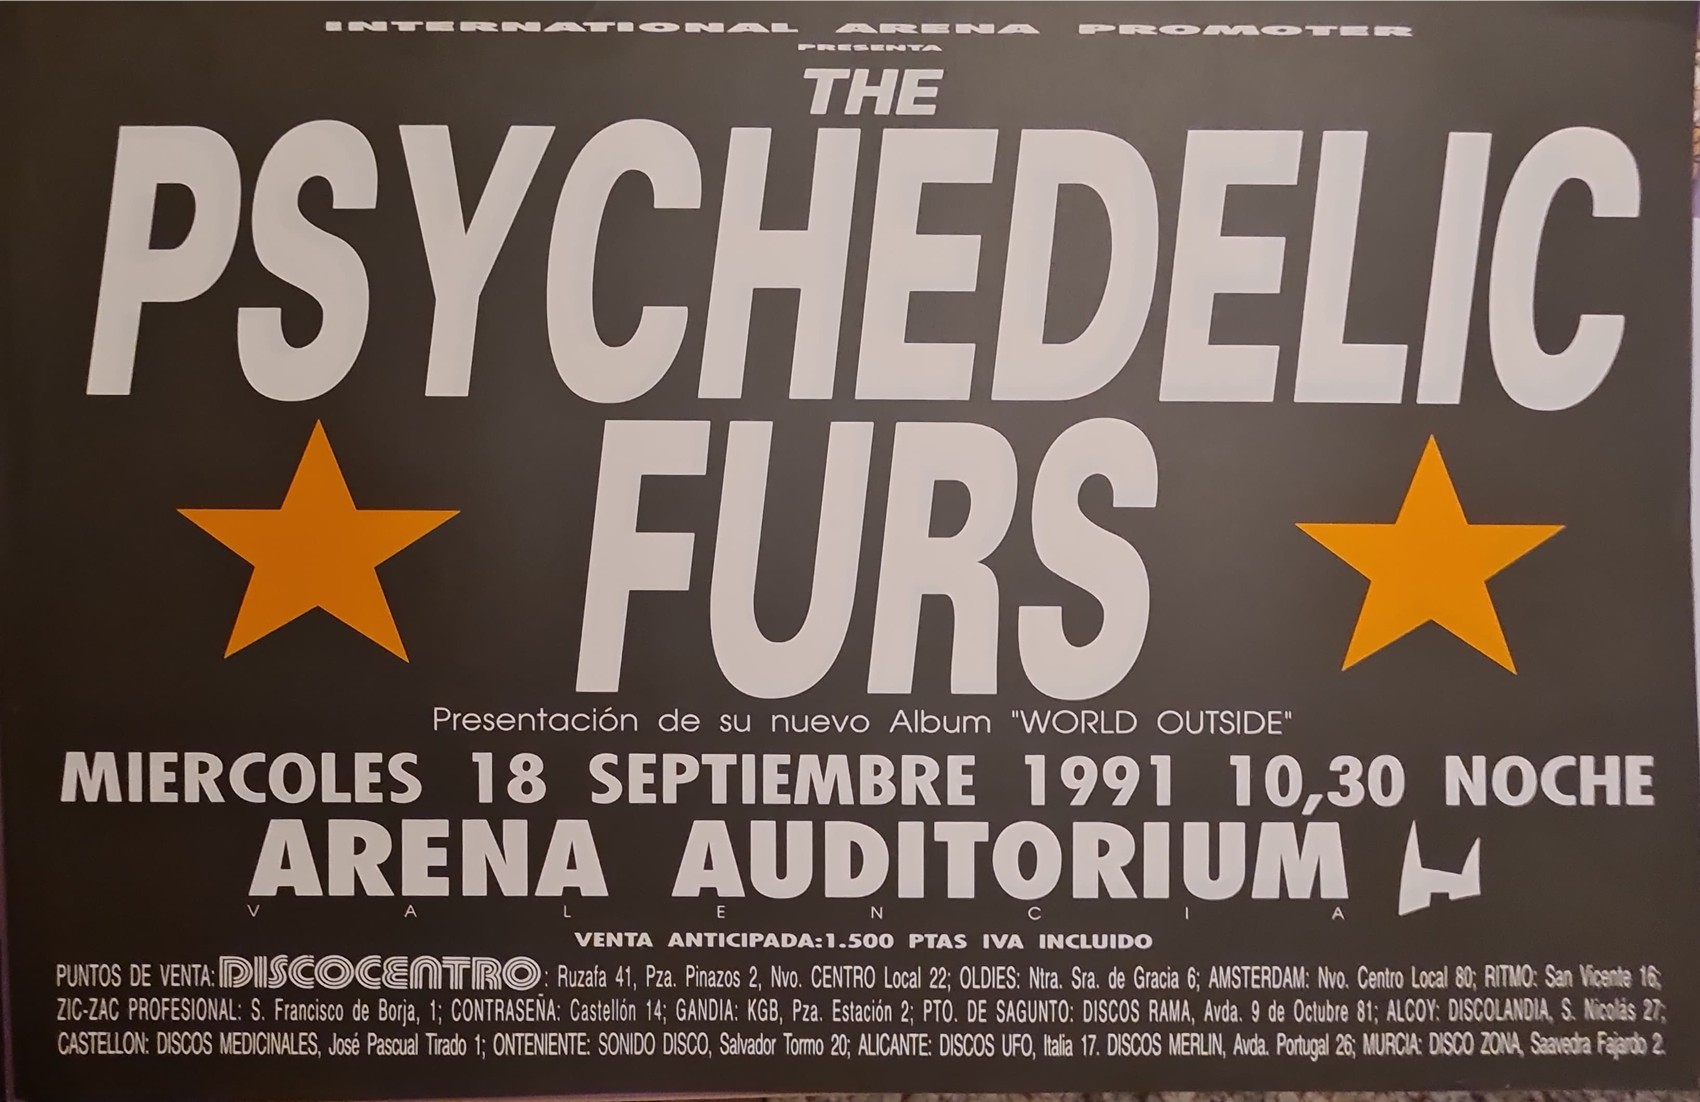 INTERNATIONAL ARENA PROMOTER
PRESENTA
THE
PSYCHEDELIC
FURS
Presentación de su nuevo Album "WORLD OUTSIDE"
MIERCOLES 18 SEPTIEMBRE 1991 10,30 NOCHE
ARENA AUDITORIUM
VALENCIA
VENTA ANTICIPADA:1.500 PTAS IVA INCLUIDO
PUNTOS DE VENTA: DISCOCENTRO: Ruzafa 41, Pza. Pinazos 2, Nvo. CENTRO Local 22; OLDIES: Ntra. Sra. de Gracia 6; AMSTERDAM: Nvo. Centro Local 80; RITMO: San Vicente 16;
ZIC-ZAC PROFESIONAL: S. Francisco de Borja, 1; CONTRASEÑA: Castellón 14; GANDIA: KGB, Pza. Estación 2; PTO. DE SAGUNTO: DISCOS RAMA, Avda. 9 de Octubre 81; ALCOY: DISCOLANDIA, S. Nicolás 27;
CASTELLON: DISCOS MEDICINALES, José Pascual Tirado 1; ONTENIENTE: SONIDO DISCO, Salvador Tormo 20; ALICANTE: DISCOS UFO, Italia 17. DISCOS MERLIN, Avda. Portugal 26; MURCIA: DISCO ZONA, Saavedra Fajardo 2.